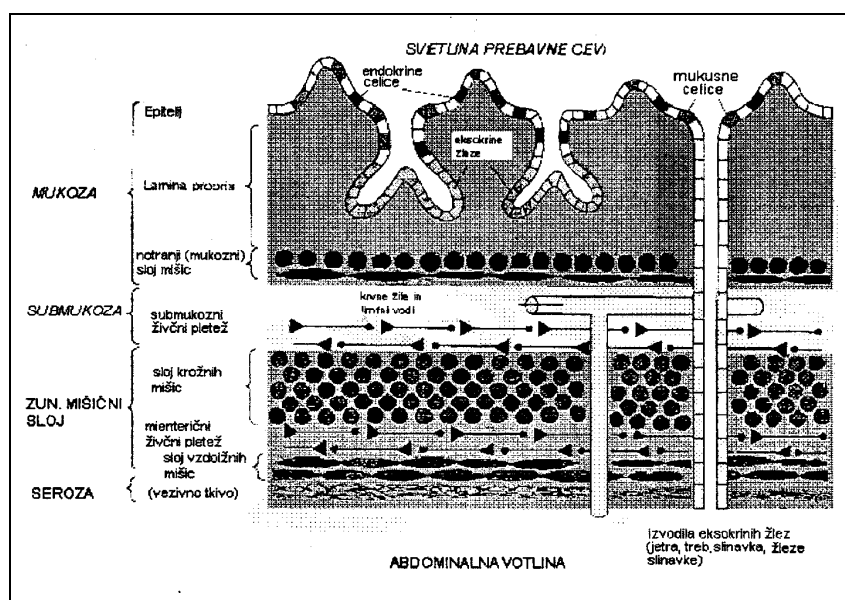 SVETLINA PREBAVNE CEVI
endokrine
celice
mukusne
celice
Epitelij
eksokrine
žleze
MUKOZA
Lamina propria
notranji (mukozni)
sloj mišic
SUBMUKOZA
submukozni
živčni pletež
krvne žile in
limfni vodi
sloj krožnih
mišic
ZUN. MIŠIČNI
SLOJ
mienterični
živčni pletež
sloj vzdolžnih
mišic
SEROZA
(vezivno tkivo)
ABDOMINALNA VOTLINA
izvodila eksokrinih žlez
(jetra, treb. slinavka, žleze
slinavke)